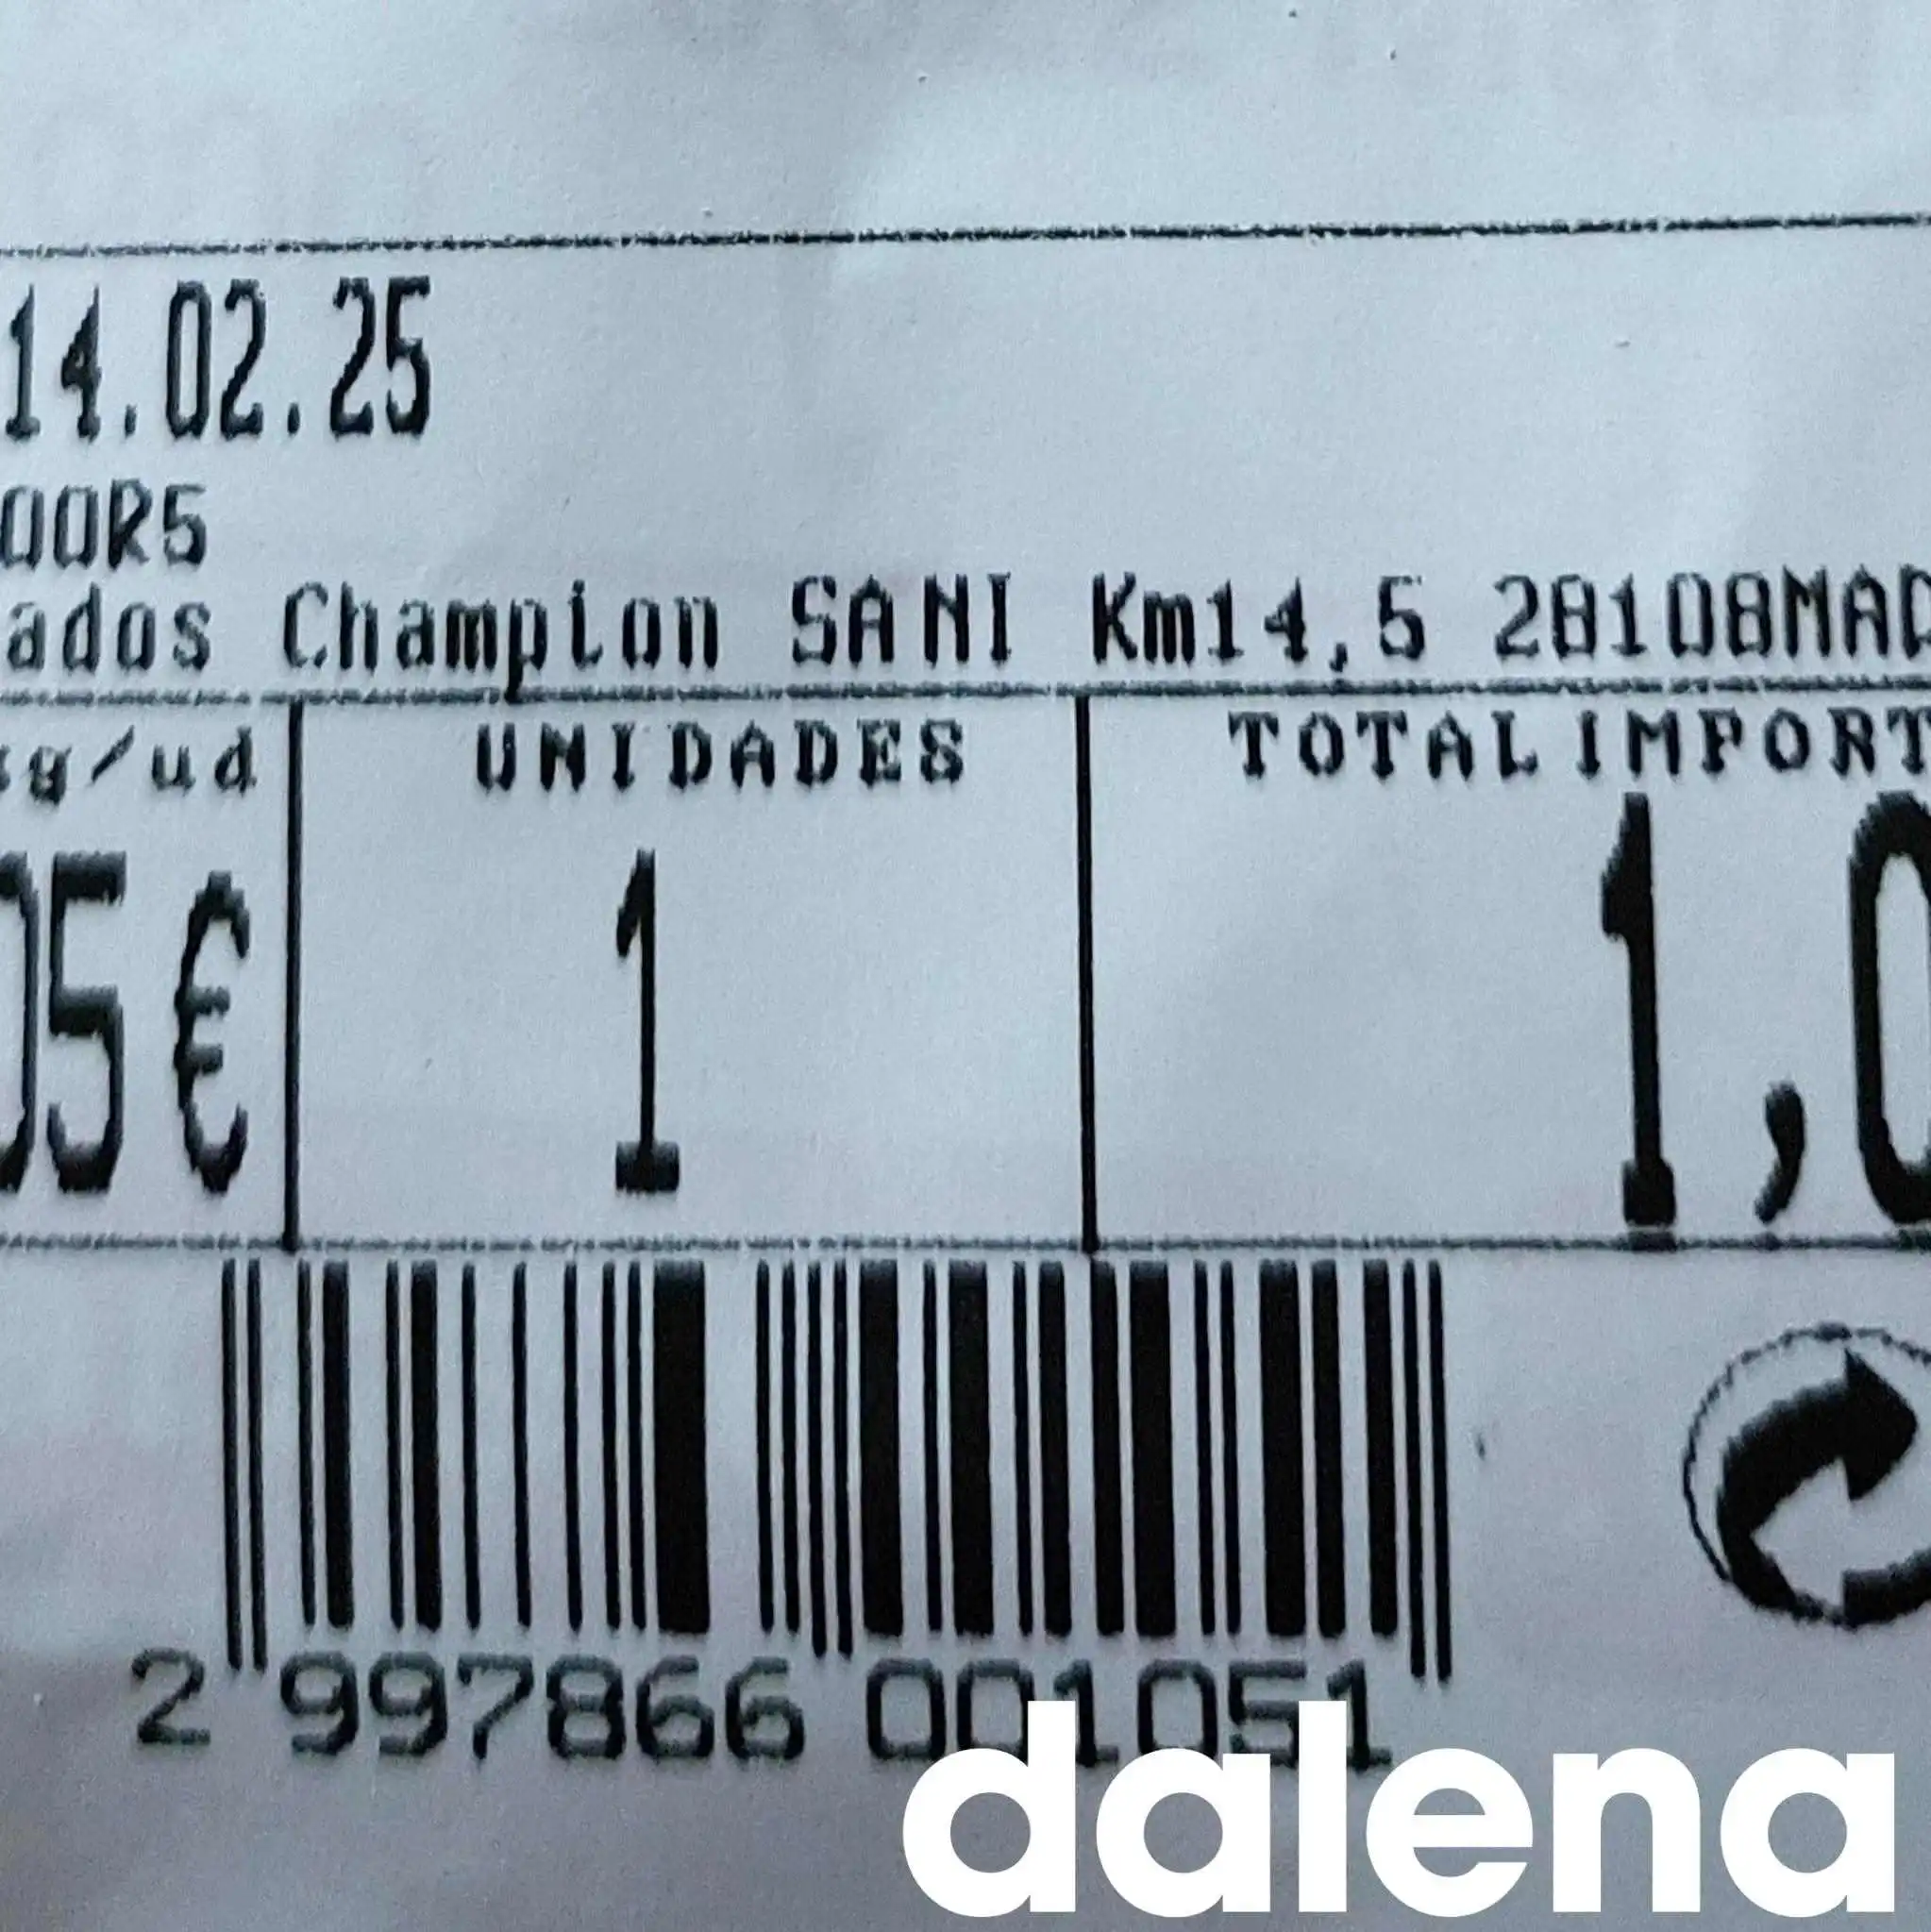 14.02.25
00R5
ados Champion SANI Km14,5 28108MAD
kg/ud UNIDADES TOTAL IMPORT
05 € 1 1,0
2 997866 001051
dalena